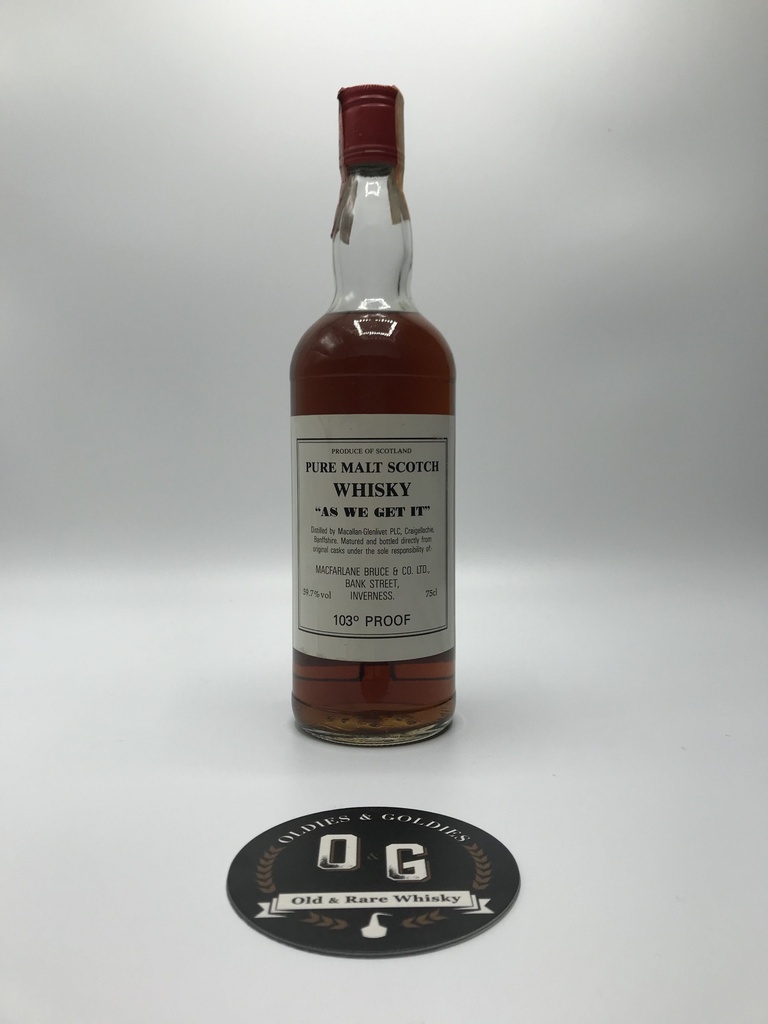 PRODUCE OF SCOTLAND
PURE MALT SCOTCH
WHISKY
"AS WE GET IT"
Distilled by Macallan-Glenlivet PLC, Craigellachie,
Banffshire. Matured and bottled directly from
original casks under the sole responsibility of:
MACFARLANE BRUCE & CO. LTD.,
BANK STREET,
59.7% vol INVERNESS. 75cl
103º PROOF
OLDIES & GOLDIES
O & G
Old & Rare Whisky